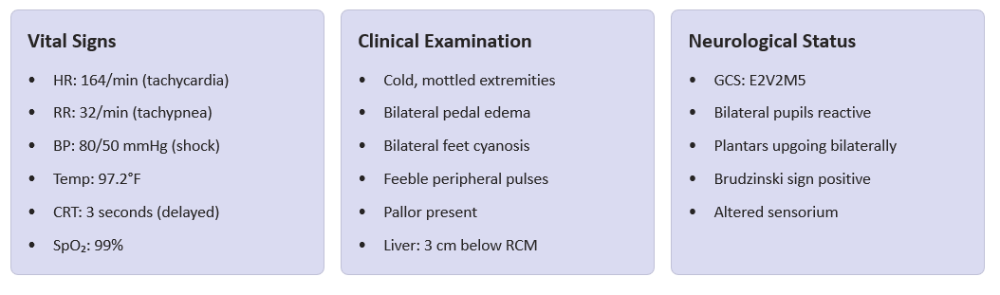 Vital Signs
• HR: 164/min (tachycardia)
• RR: 32/min (tachypnea)
• BP: 80/50 mmHg (shock)
• Temp: 97.2°F
• CRT: 3 seconds (delayed)
• SpO₂: 99%
Clinical Examination
• Cold, mottled extremities
• Bilateral pedal edema
• Bilateral feet cyanosis
• Feeble peripheral pulses
• Pallor present
• Liver: 3 cm below RCM
Neurological Status
• GCS: E2V2M5
• Bilateral pupils reactive
• Plantars upgoing bilaterally
• Brudzinski sign positive
• Altered sensorium